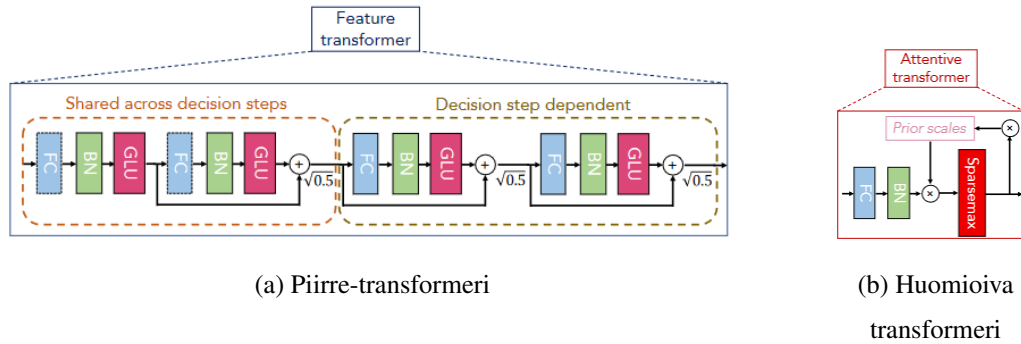 Feature
transformer
Shared across decision steps
Decision step dependent
FC
BN
GLU
FC
BN
GLU
+
√0.5
FC
BN
GLU
+
√0.5
FC
BN
GLU
+
√0.5
(a) Piirre-transformeri
Attentive
transformer
Prior scales
×
FC
BN
×
Sparsemax
(b) Huomioiva
transformeri